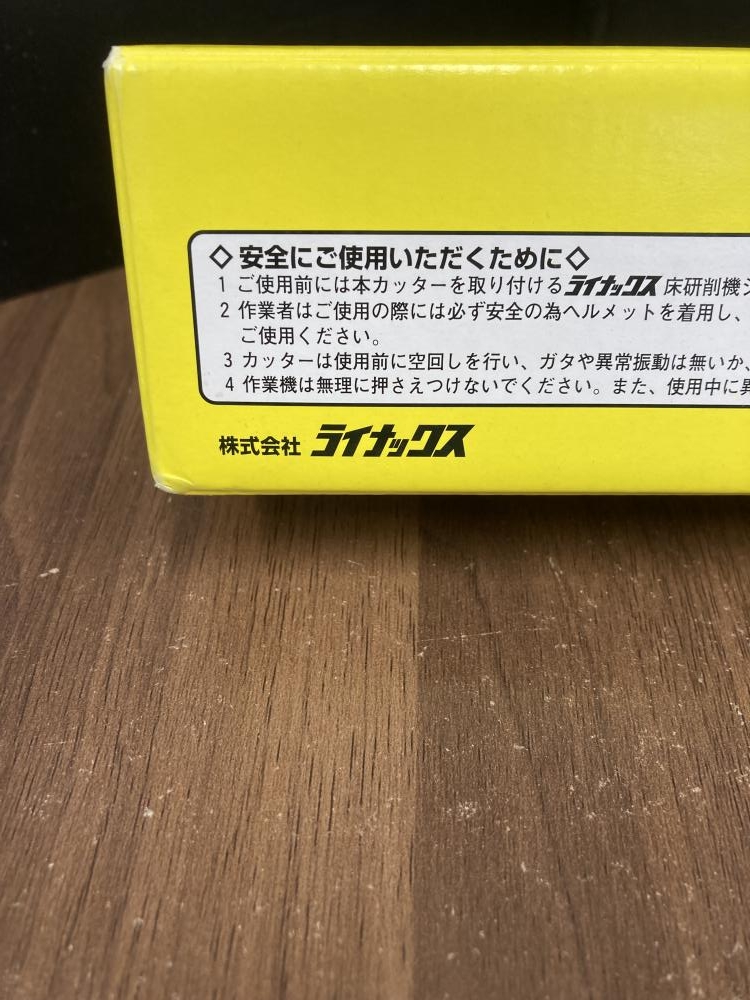 ◇安全にご使用いただくために◇
1 ご使用前には本カッターを取り付けるライナックス床研削機シ
2 作業者はご使用の際には必ず安全の為ヘルメットを着用し、
ご使用ください。
3 カッターは使用前に空回しを行い、ガタや異常振動は無いか、
4 作業機は無理に押さえつけないでください。また、使用中に異
株式会社 ライナックス